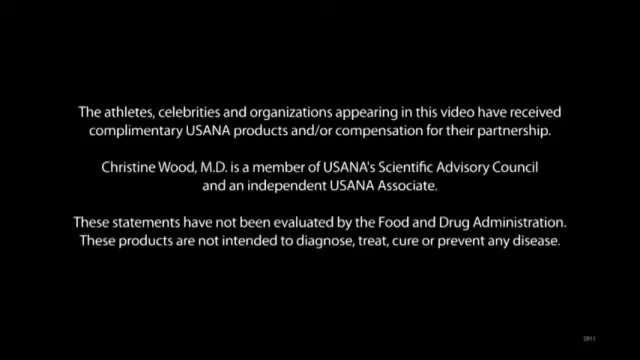 The athletes, celebrities and organizations appearing in this video have received
complimentary USANA products and/or compensation for their partnership.
Christine Wood, M.D. is a member of USANA's Scientific Advisory Council
and an independent USANA Associate.
These statements have not been evaluated by the Food and Drug Administration.
These products are not intended to diagnose, treat, cure or prevent any disease.